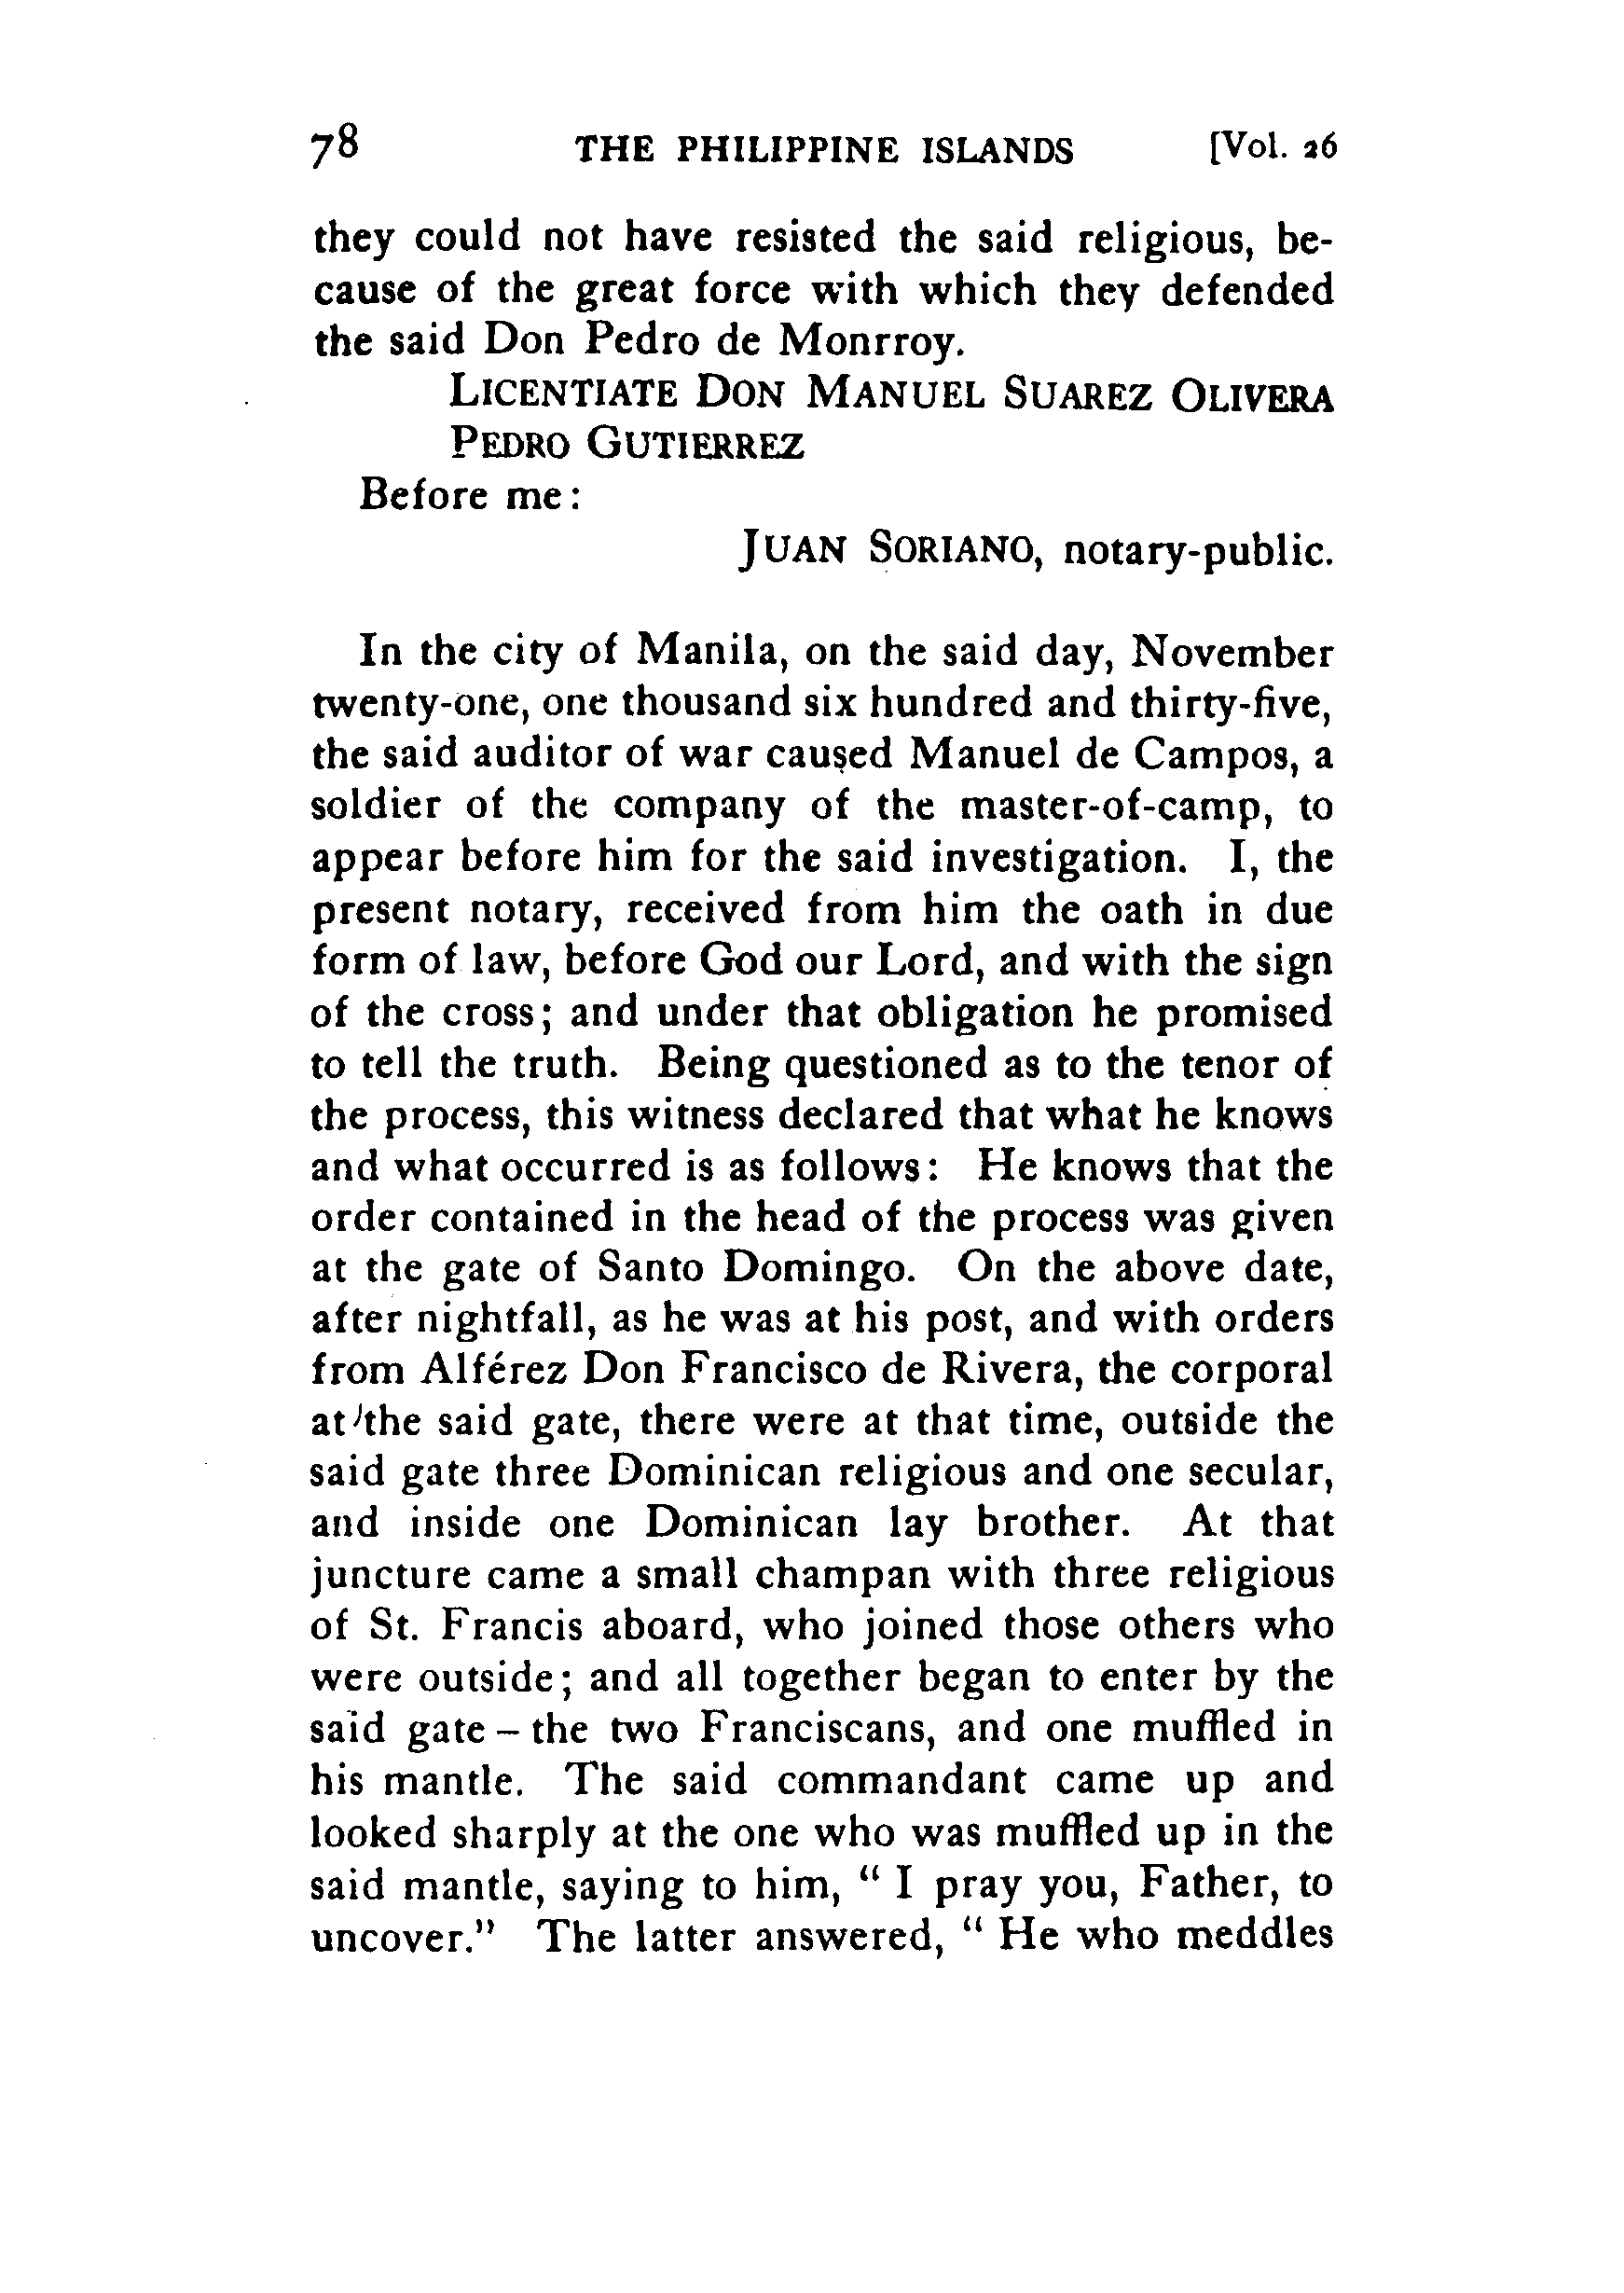 78 THE PHILIPPINE ISLANDS [Vol. 26
they could not have resisted the said religious, be-
cause of the great force with which they defended
the said Don Pedro de Monrroy.
LICENTIATE DON MANUEL SUAREZ OLIVERA
PEDRO GUTIERREZ
Before me:
JUAN SORIANO, notary-public.
In the city of Manila, on the said day, November
twenty-one, one thousand six hundred and thirty-five,
the said auditor of war caused Manuel de Campos, a
soldier of the company of the master-of-camp, to
appear before him for the said investigation. I, the
present notary, received from him the oath in due
form of law, before God our Lord, and with the sign
of the cross; and under that obligation he promised
to tell the truth. Being questioned as to the tenor of
the process, this witness declared that what he knows
and what occurred is as follows: He knows that the
order contained in the head of the process was given
at the gate of Santo Domingo. On the above date,
after nightfall, as he was at his post, and with orders
from Alférez Don Francisco de Rivera, the corporal
at the said gate, there were at that time, outside the
said gate three Dominican religious and one secular,
and inside one Dominican lay brother. At that
juncture came a small champan with three religious
of St. Francis aboard, who joined those others who
were outside; and all together began to enter by the
said gate – the two Franciscans, and one muffled in
his mantle. The said commandant came up and
looked sharply at the one who was muffled up in the
said mantle, saying to him, " I pray you, Father, to
uncover." The latter answered, " He who meddles